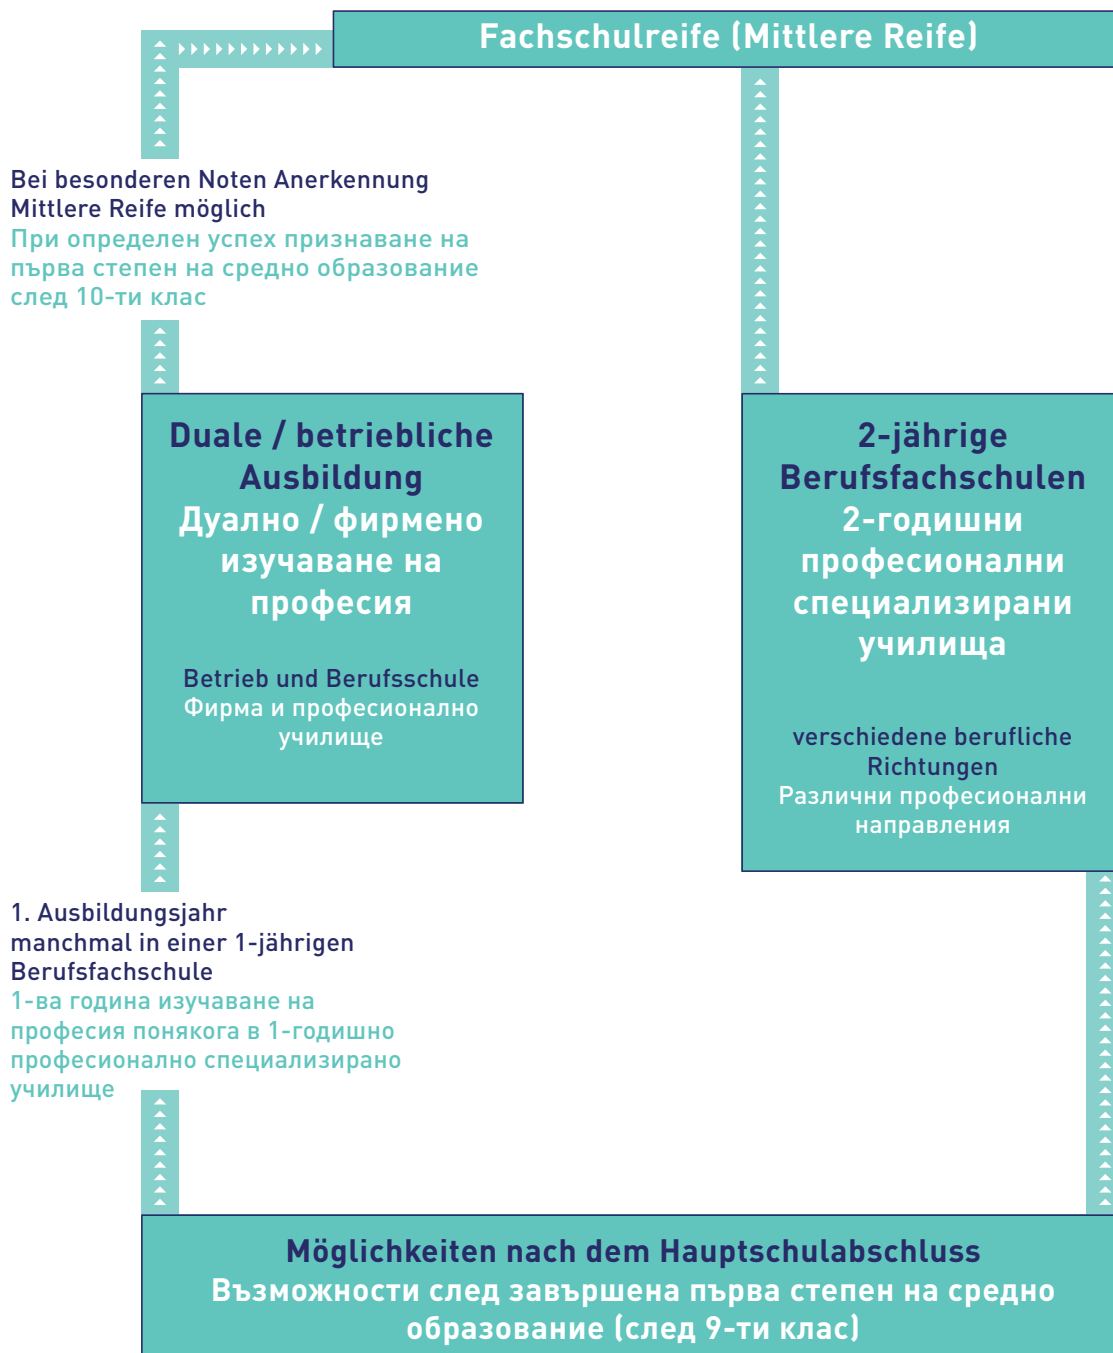 Fachschulreife (Mittlere Reife)
Bei besonderen Noten Anerkennung
Mittlere Reife möglich
При определен успех признаване на
първа степен на средно образование
след 10-ти клас
Duale / betriebliche
Ausbildung
Дуално / фирмено
изучаване на
професия
Betrieb und Berufsschule
Фирма и професионално
училище
2-jährige
Berufsfachschulen
2-годишни
професионални
специализирани
училища
verschiedene berufliche
Richtungen
Различни професионални
направления
1. Ausbildungsjahr
manchmal in einer 1-jährigen
Berufsfachschule
1-ва година изучаване на
професия понякога в 1-годишно
професионално специализирано
училище
Möglichkeiten nach dem Hauptschulabschluss
Възможности след завършена първа степен на средно
образование (след 9-ти клас)